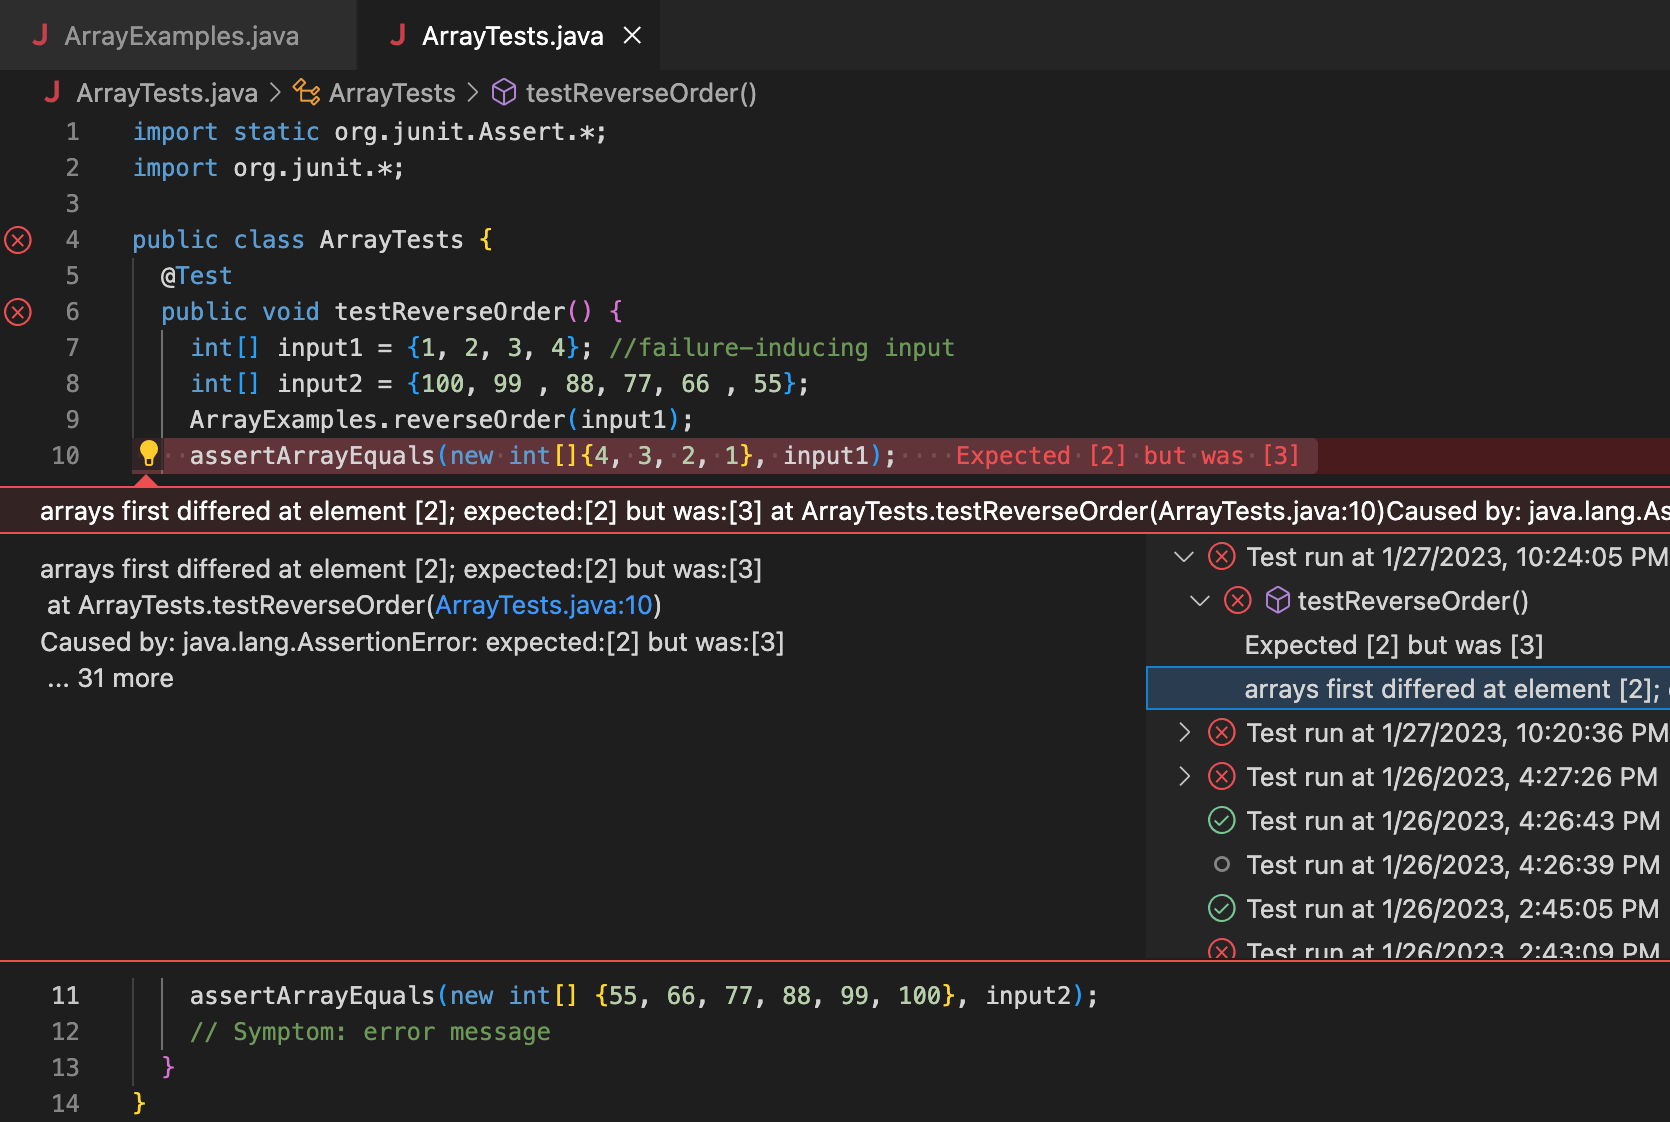 ArrayExamples.java
ArrayTests.java
ArrayTests.java > ArrayTests > testReverseOrder()
1 import static org.junit.Assert.*;
2 import org.junit.*;
3
4 public class ArrayTests {
5 @Test
6 public void testReverseOrder() {
7 int[] input1 = {1, 2, 3, 4}; //failure-inducing input
8 int[] input2 = {100, 99 , 88, 77, 66 , 55};
9 ArrayExamples.reverseOrder(input1);
10 assertArrayEquals(new int[]{4, 3, 2, 1}, input1); Expected [2] but was [3]
arrays first differed at element [2]; expected:[2] but was:[3] at ArrayTests.testReverseOrder(ArrayTests.java:10)Caused by: java.lang.As
arrays first differed at element [2]; expected:[2] but was:[3]
at ArrayTests.testReverseOrder(ArrayTests.java:10)
Caused by: java.lang.AssertionError: expected:[2] but was:[3]
... 31 more
Test run at 1/27/2023, 10:24:05 PM
testReverseOrder()
Expected [2] but was [3]
arrays first differed at element [2];
Test run at 1/27/2023, 10:20:36 PM
Test run at 1/26/2023, 4:27:26 PM
Test run at 1/26/2023, 4:26:43 PM
Test run at 1/26/2023, 4:26:39 PM
Test run at 1/26/2023, 2:45:05 PM
Test run at 1/26/2023, 2:43:09 PM
11 assertArrayEquals(new int[] {55, 66, 77, 88, 99, 100}, input2);
12 // Symptom: error message
13 }
14 }